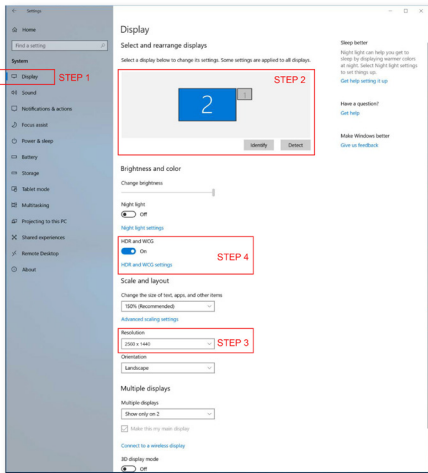 Settings
Home
Find a setting
System
Display
STEP 1
Sound
Notifications & actions
Focus assist
Power & sleep
Battery
Storage
Tablet mode
Multitasking
Projecting to this PC
Shared experiences
Remote Desktop
About
Display
Select and rearrange displays
Select a display below to change its settings. Some settings are applied to all displays.
STEP 2
2
1
Identify
Detect
Brightness and color
Change brightness
Night light
Off
Night light settings
HDR and WCG
On
STEP 4
HDR and WCG settings
Scale and layout
Change the size of text, apps, and other items
100% (Recommended)
Advanced scaling settings
Resolution
2560 x 1440
STEP 3
Orientation
Landscape
Multiple displays
Multiple displays
Show only on 2
Make this my main display
Connect to a wireless display
3D display mode
Off
Sleep better
Night light can help you get to
sleep by displaying warmer colors
at night. Select Night light settings
to set things up.
Get help setting it up
Have a question?
Get help
Make Windows better
Give us feedback